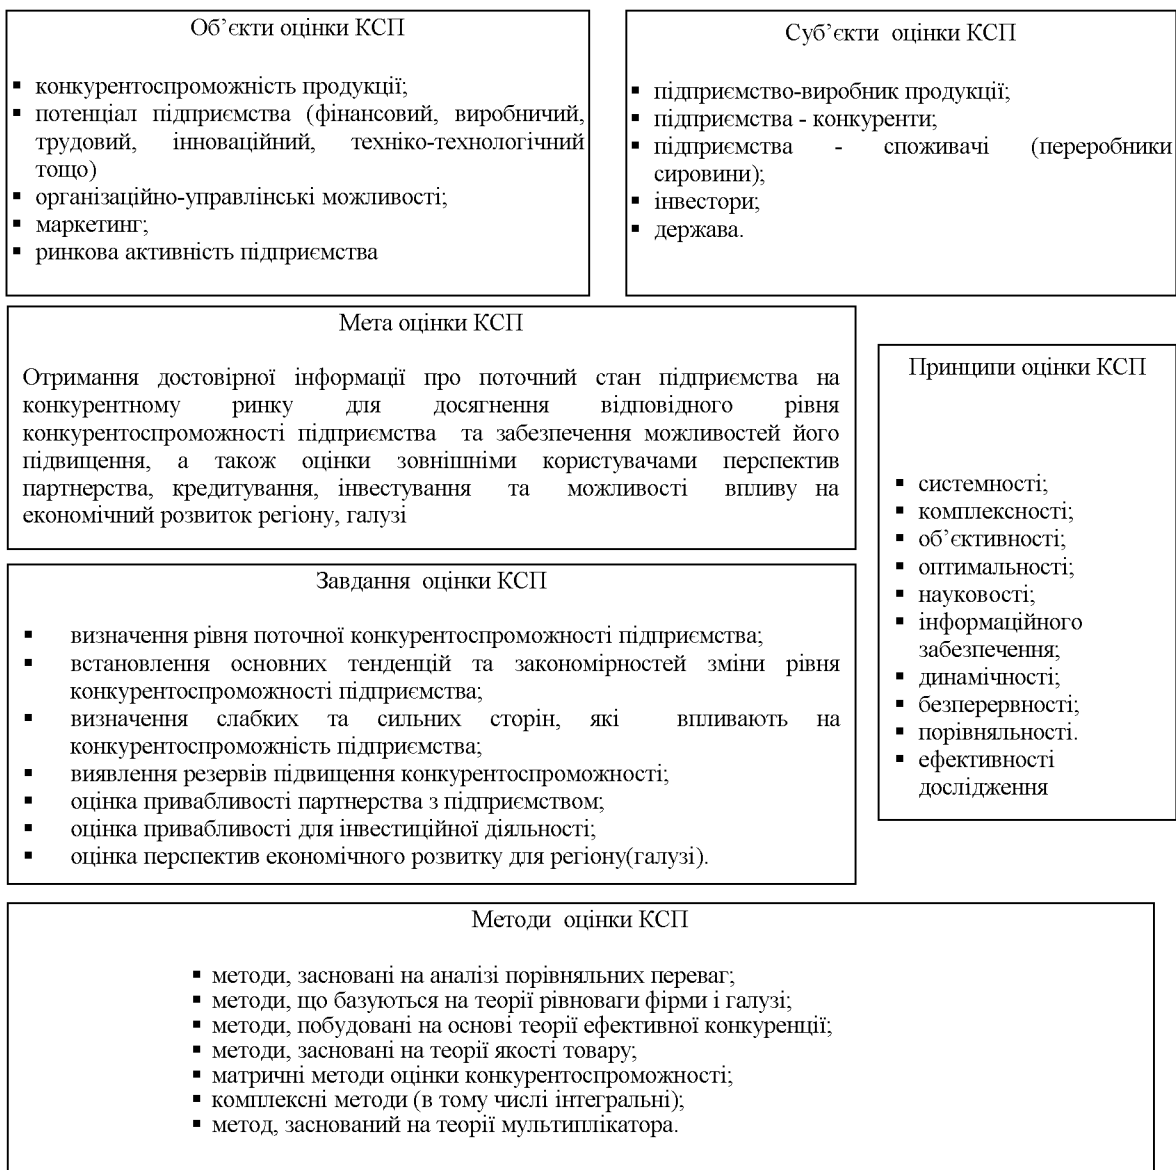 Об’єкти оцінки КСП
▪ конкурентоспроможність продукції;
▪ потенціал підприємства (фінансовий, виробничий,
трудовий, інноваційний, техніко-технологічний
тощо)
▪ організаційно-управлінські можливості;
▪ маркетинг;
▪ ринкова активність підприємства
Суб’єкти оцінки КСП
▪ підприємство-виробник продукції;
▪ підприємства - конкуренти;
▪ підприємства - споживачі (переробники
сировини);
▪ інвестори;
▪ держава.
Мета оцінки КСП
Отримання достовірної інформації про поточний стан підприємства на
конкурентному ринку для досягнення відповідного рівня
конкурентоспроможності підприємства та забезпечення можливостей його
підвищення, а також оцінки зовнішніми користувачами перспектив
партнерства, кредитування, інвестування та можливості впливу на
економічний розвиток регіону, галузі
Принципи оцінки КСП
▪ системності;
▪ комплексності;
▪ об’єктивності;
▪ оптимальності;
▪ науковості;
▪ інформаційного
забезпечення;
▪ динамічності;
▪ безперервності;
▪ порівняльності.
▪ ефективності
дослідження
Завдання оцінки КСП
▪ визначення рівня поточної конкурентоспроможності підприємства;
▪ встановлення основних тенденцій та закономірностей зміни рівня
конкурентоспроможності підприємства;
▪ визначення слабких та сильних сторін, які впливають на
конкурентоспроможність підприємства;
▪ виявлення резервів підвищення конкурентоспроможності;
▪ оцінка привабливості партнерства з підприємством;
▪ оцінка привабливості для інвестиційної діяльності;
▪ оцінка перспектив економічного розвитку для регіону(галузі).
Методи оцінки КСП
▪ методи, засновані на аналізі порівняльних переваг;
▪ методи, що базуються на теорії рівноваги фірми і галузі;
▪ методи, побудовані на основі теорії ефективної конкуренції;
▪ методи, засновані на теорії якості товару;
▪ матричні методи оцінки конкурентоспроможності;
▪ комплексні методи (в тому числі інтегральні);
▪ метод, заснований на теорії мультиплікатора.